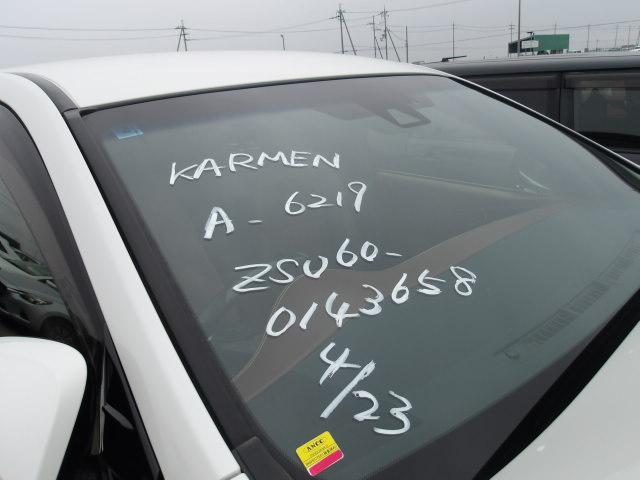 KARMEN
A - 6219
ZSU60-
0143658
4/23